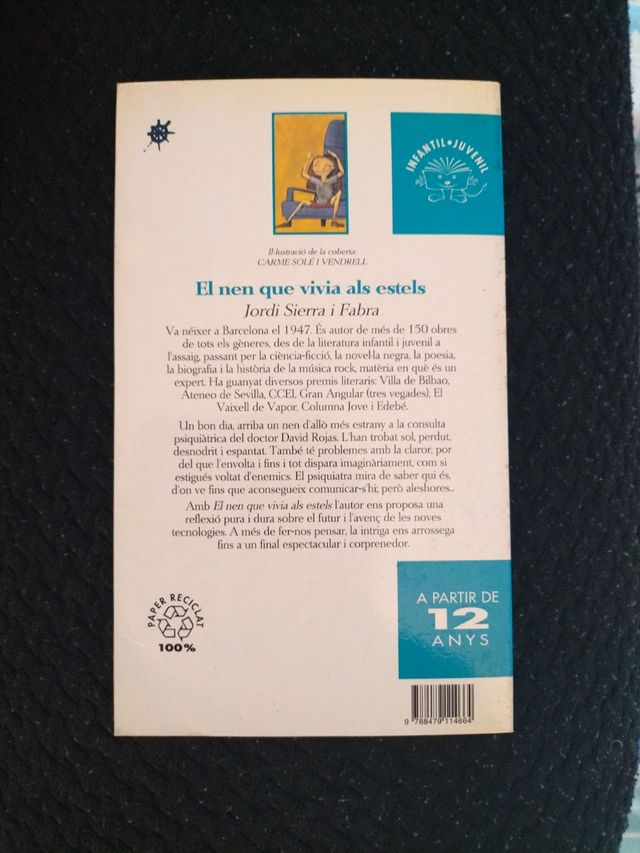 INFANTIL•JUVENIL
Il·lustració de la coberta:
CARME SOLÉ I VENDRELL
El nen que vivia als estels
Jordi Sierra i Fabra
Va néixer a Barcelona el 1947. És autor de més de 150 obres
de tots els gèneres, des de la literatura infantil i juvenil a
l'assaig, passant per la ciència-ficció, la novel·la negra, la poesia,
la biografia i la història de la música rock, matèria en què és un
expert. Ha guanyat diversos premis literaris: Villa de Bilbao,
Ateneo de Sevilla, CCEI, Gran Angular (tres vegades), El
Vaixell de Vapor, Columna Jove i Edebé.
Un bon dia, arriba un nen d'allò més estrany a la consulta
psiquiàtrica del doctor David Rojas. L'han trobat sol, perdut,
desnodrit i espantat. També té problemes amb la claror, por
del que l'envolta i fins i tot dispara imaginàriament, com si
estigués voltat d'enemics. El psiquiatra mira de saber qui és,
d'on ve fins que aconsegueix comunicar-s'hi; però aleshores...
Amb El nen que vivia als estels l'autor ens proposa una
reflexió pura i dura sobre el futur i l'avenç de les noves
tecnologies. A més de fer-nos pensar, la intriga ens arrossega
fins a un final espectacular i corprenedor.
PAPER RECICLAT
100%
A PARTIR DE
12
ANYS
9 788479 114664